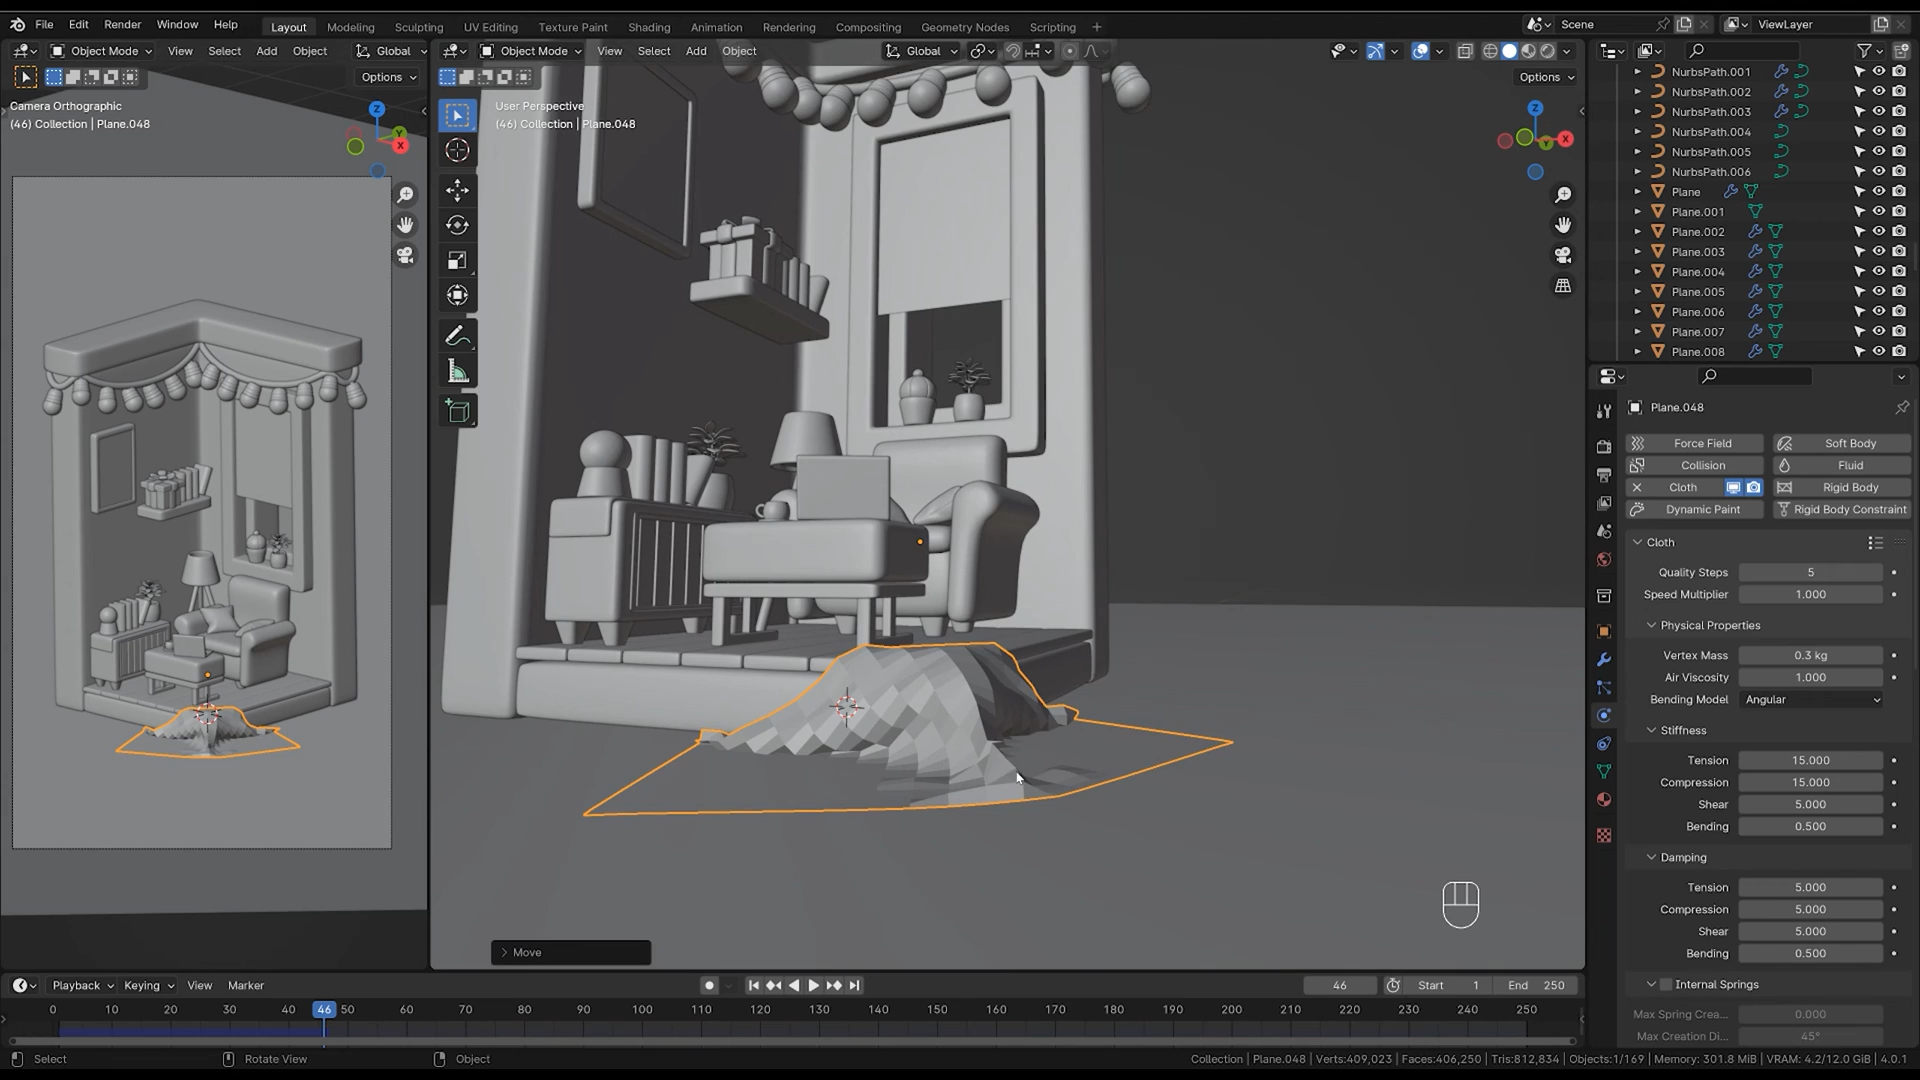 File Edit Render Window Help Layout Modeling Sculpting UV Editing Texture Paint Shading Animation Rendering Compositing Geometry Nodes Scripting + Scene ViewLayer
Object Mode View Select Add Object Global Object Mode View Select Add Object Global
Options Options
Camera Orthographic
(46) Collection | Plane.048
User Perspective
(46) Collection | Plane.048
Z
Y
X
Z
Y
X
NurbsPath.001
NurbsPath.002
NurbsPath.003
NurbsPath.004
NurbsPath.005
NurbsPath.006
Plane
Plane.001
Plane.002
Plane.003
Plane.004
Plane.005
Plane.006
Plane.007
Plane.008
Plane.048
Force Field Soft Body
Collision Fluid
Cloth Rigid Body
Dynamic Paint Rigid Body Constraint
Cloth
Quality Steps 5
Speed Multiplier 1.000
Physical Properties
Vertex Mass 0.3 kg
Air Viscosity 1.000
Bending Model Angular
Stiffness
Tension 15.000
Compression 15.000
Shear 5.000
Bending 0.500
Damping
Tension 5.000
Compression 5.000
Shear 5.000
Bending 0.500
Internal Springs
Max Spring Crea... 0.000
Max Creation Di... 45°
Move
Playback Keying View Marker 46 Start 1 End 250
0 10 20 30 40 46 50 60 70 80 90 100 110 120 130 140 150 160 170 180 190 200 210 220 230 240 250
Select Rotate View Object Collection | Plane.048 | Verts:409,023 | Faces:406,250 | Tris:812,834 | Objects:1/169 | Memory: 301.8 MiB | VRAM: 4.2/12.0 GiB | 4.0.1